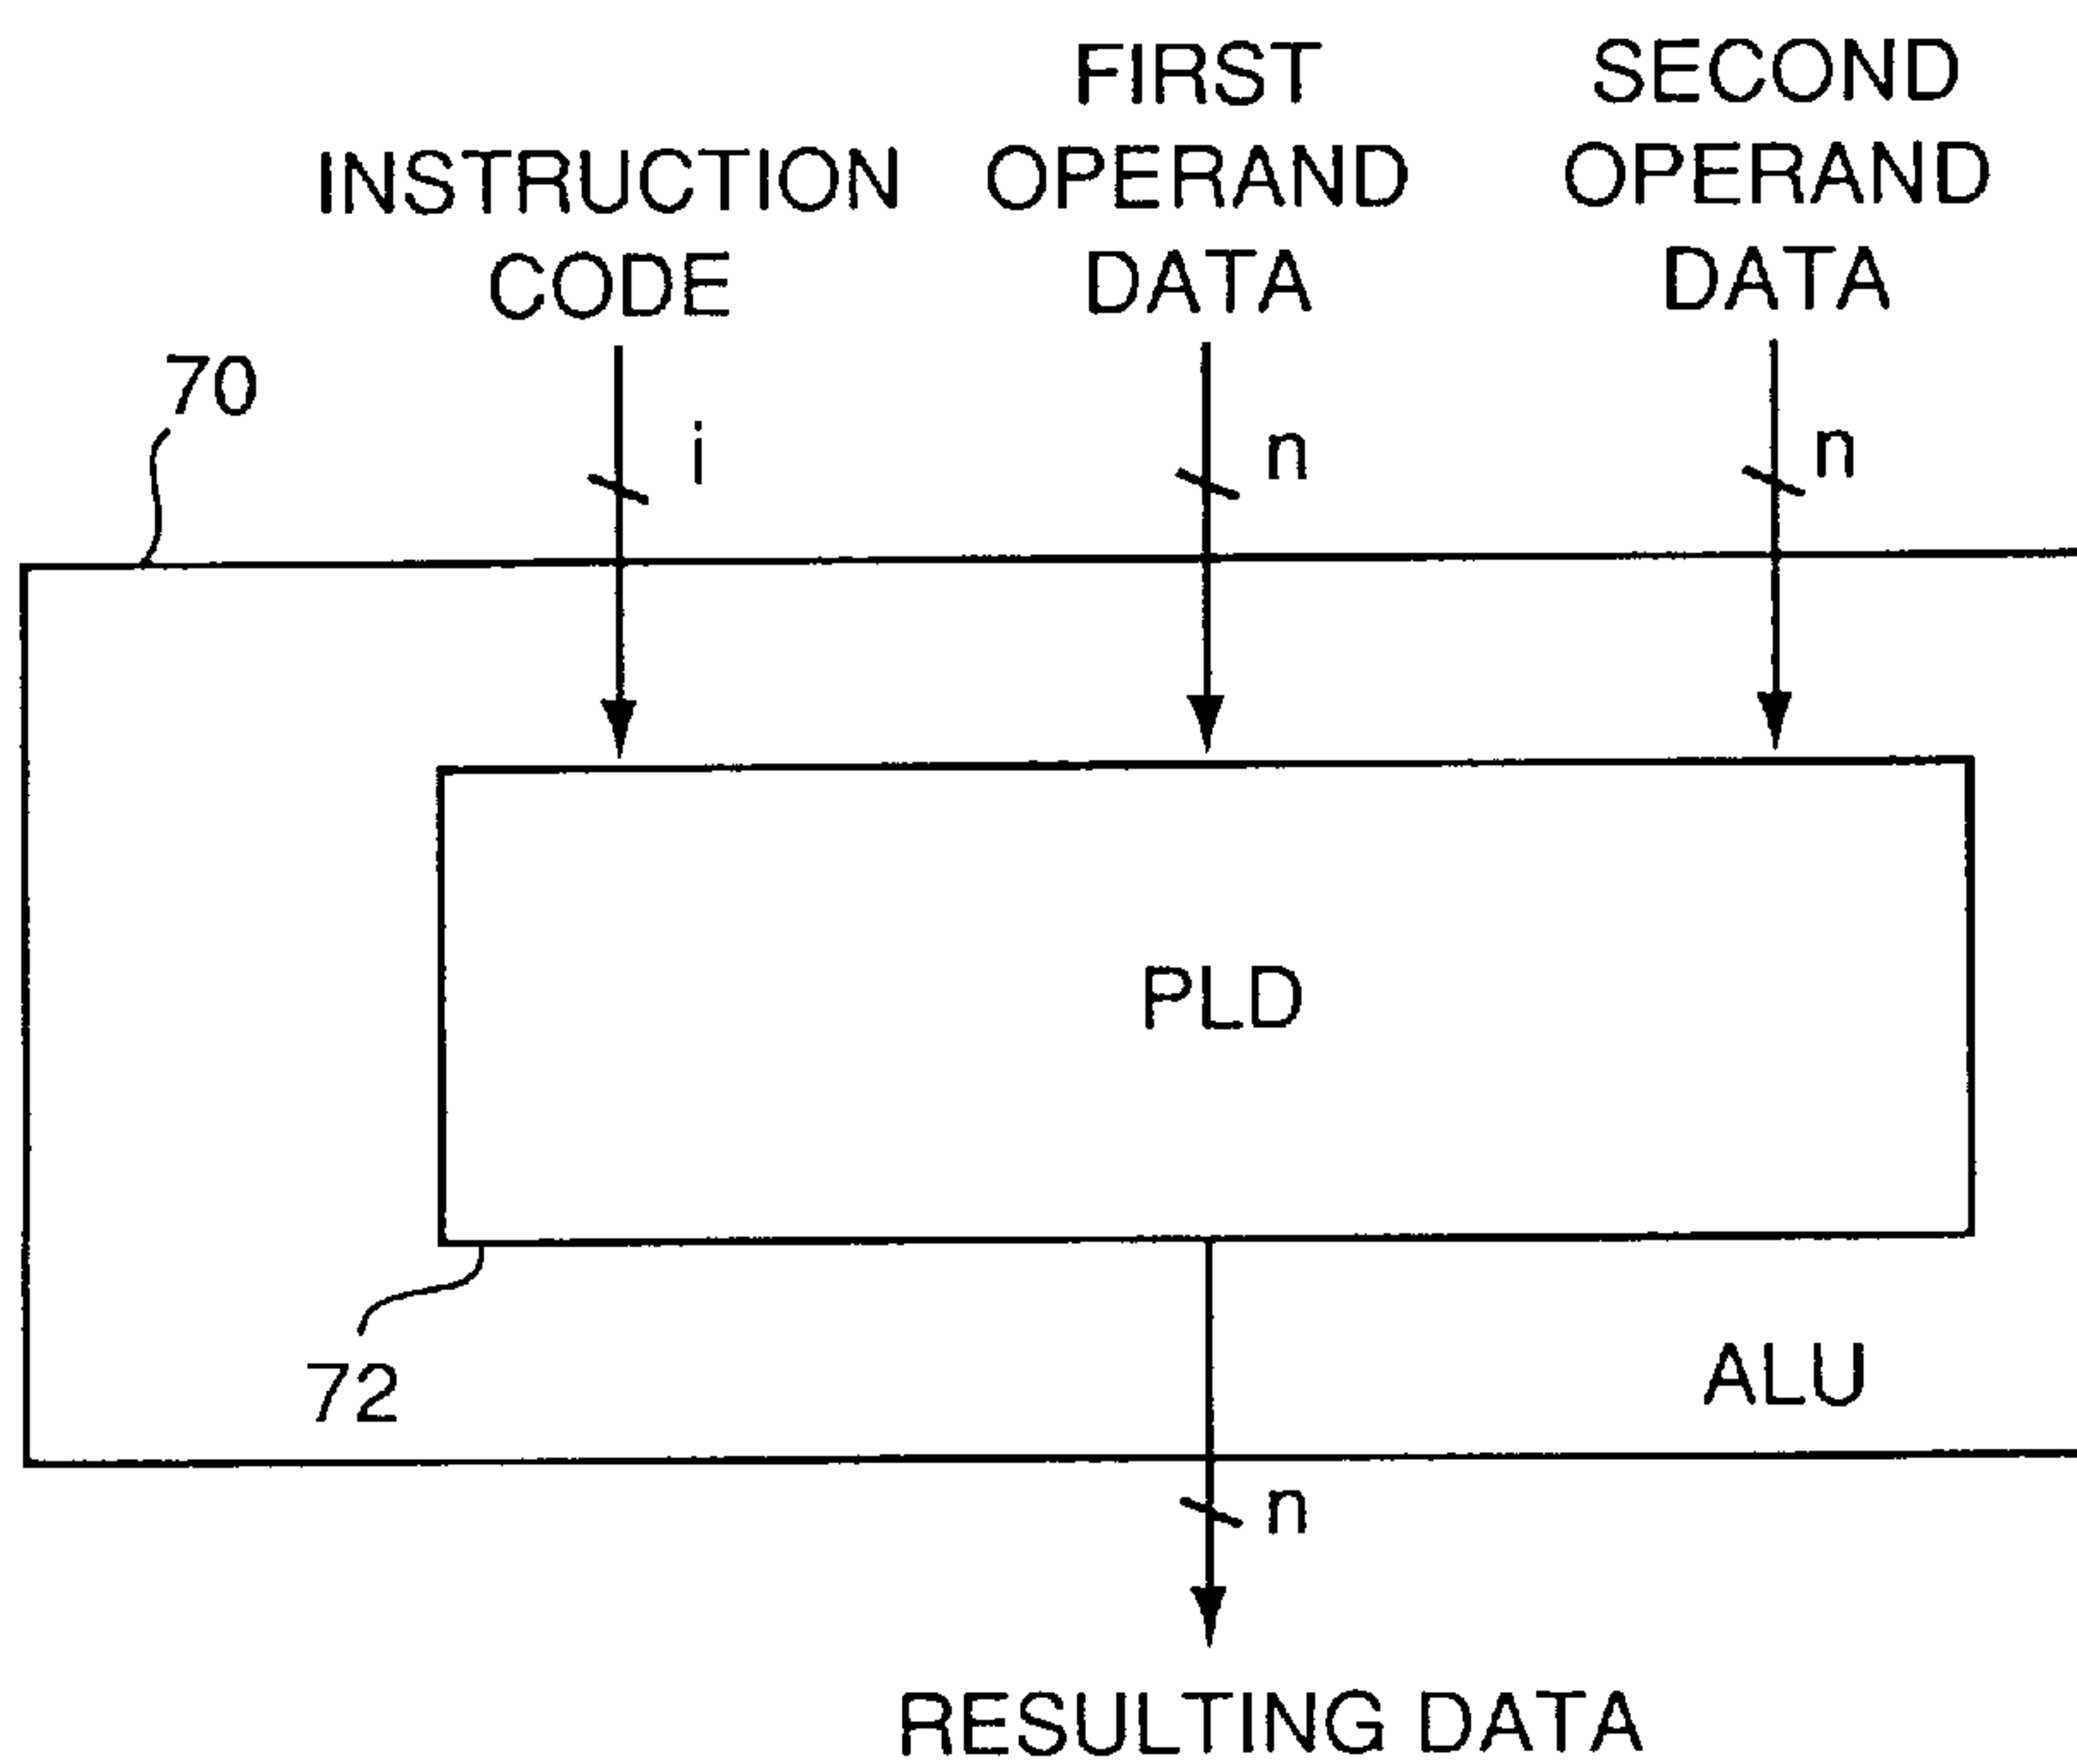 INSTRUCTION
CODE
FIRST
OPERAND
DATA
SECOND
OPERAND
DATA
70
i
n
n
PLD
72
ALU
n
RESULTING DATA